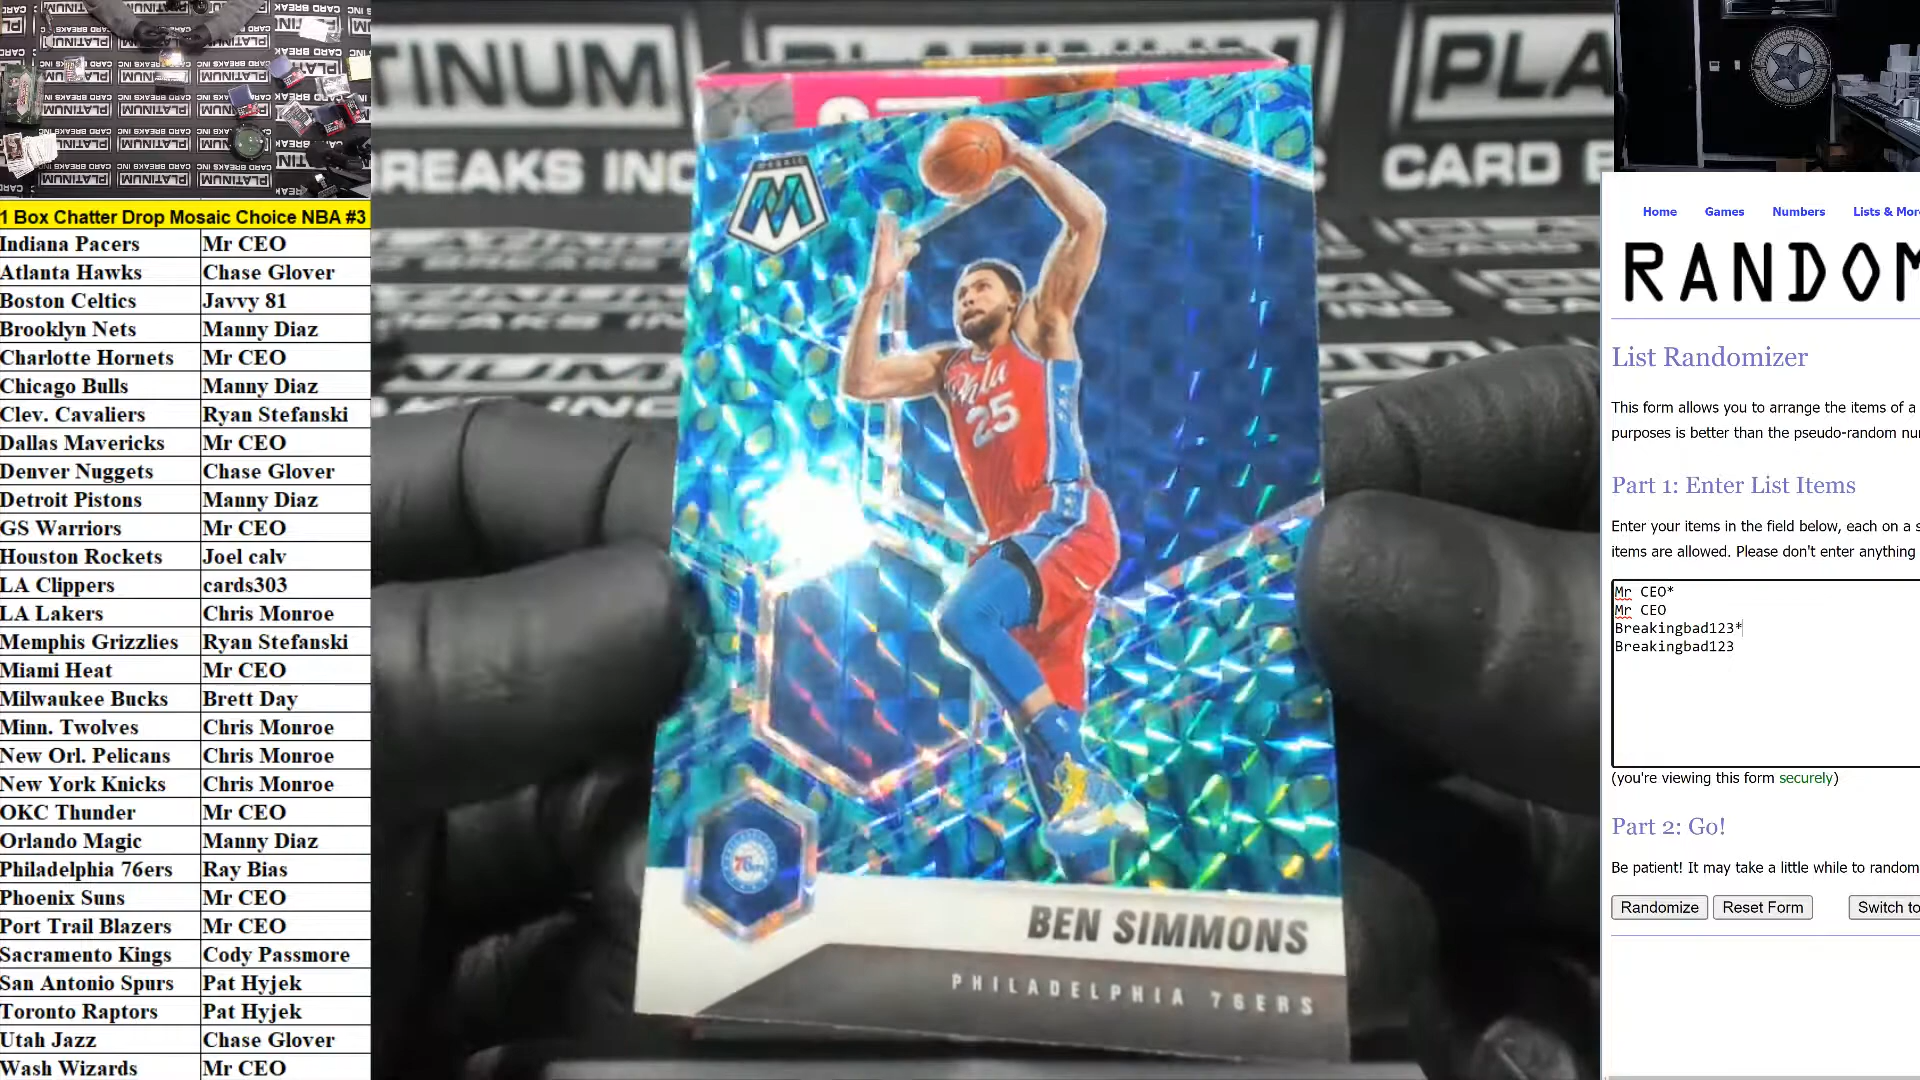 1 Box Chatter Drop Mosaic Choice NBA #3
Indiana Pacers Mr CEO
Atlanta Hawks Chase Glover
Boston Celtics Javvy 81
Brooklyn Nets Manny Diaz
Charlotte Hornets Mr CEO
Chicago Bulls Manny Diaz
Clev. Cavaliers Ryan Stefanski
Dallas Mavericks Mr CEO
Denver Nuggets Chase Glover
Detroit Pistons Manny Diaz
GS Warriors Mr CEO
Houston Rockets Joel calv
LA Clippers cards303
LA Lakers Chris Monroe
Memphis Grizzlies Ryan Stefanski
Miami Heat Mr CEO
Milwaukee Bucks Brett Day
Minn. Twolves Chris Monroe
New Orl. Pelicans Chris Monroe
New York Knicks Chris Monroe
OKC Thunder Mr CEO
Orlando Magic Manny Diaz
Philadelphia 76ers Ray Bias
Phoenix Suns Mr CEO
Port Trail Blazers Mr CEO
Sacramento Kings Cody Passmore
San Antonio Spurs Pat Hyjek
Toronto Raptors Pat Hyjek
Utah Jazz Chase Glover
Wash Wizards Mr CEO
TINUM PLATINUM PLA
BREAKS INC CARD B
MOSAIC
M
Phila
25
76ers
BEN SIMMONS
PHILADELPHIA 76ERS
Home Games Numbers Lists & Mor
RANDOM
List Randomizer
This form allows you to arrange the items of a
purposes is better than the pseudo-random nu
Part 1: Enter List Items
Enter your items in the field below, each on a s
items are allowed. Please don't enter anything
Mr CEO*
Mr CEO
Breakingbad123*
Breakingbad123
(you're viewing this form securely)
Part 2: Go!
Be patient! It may take a little while to random
Randomize Reset Form Switch to